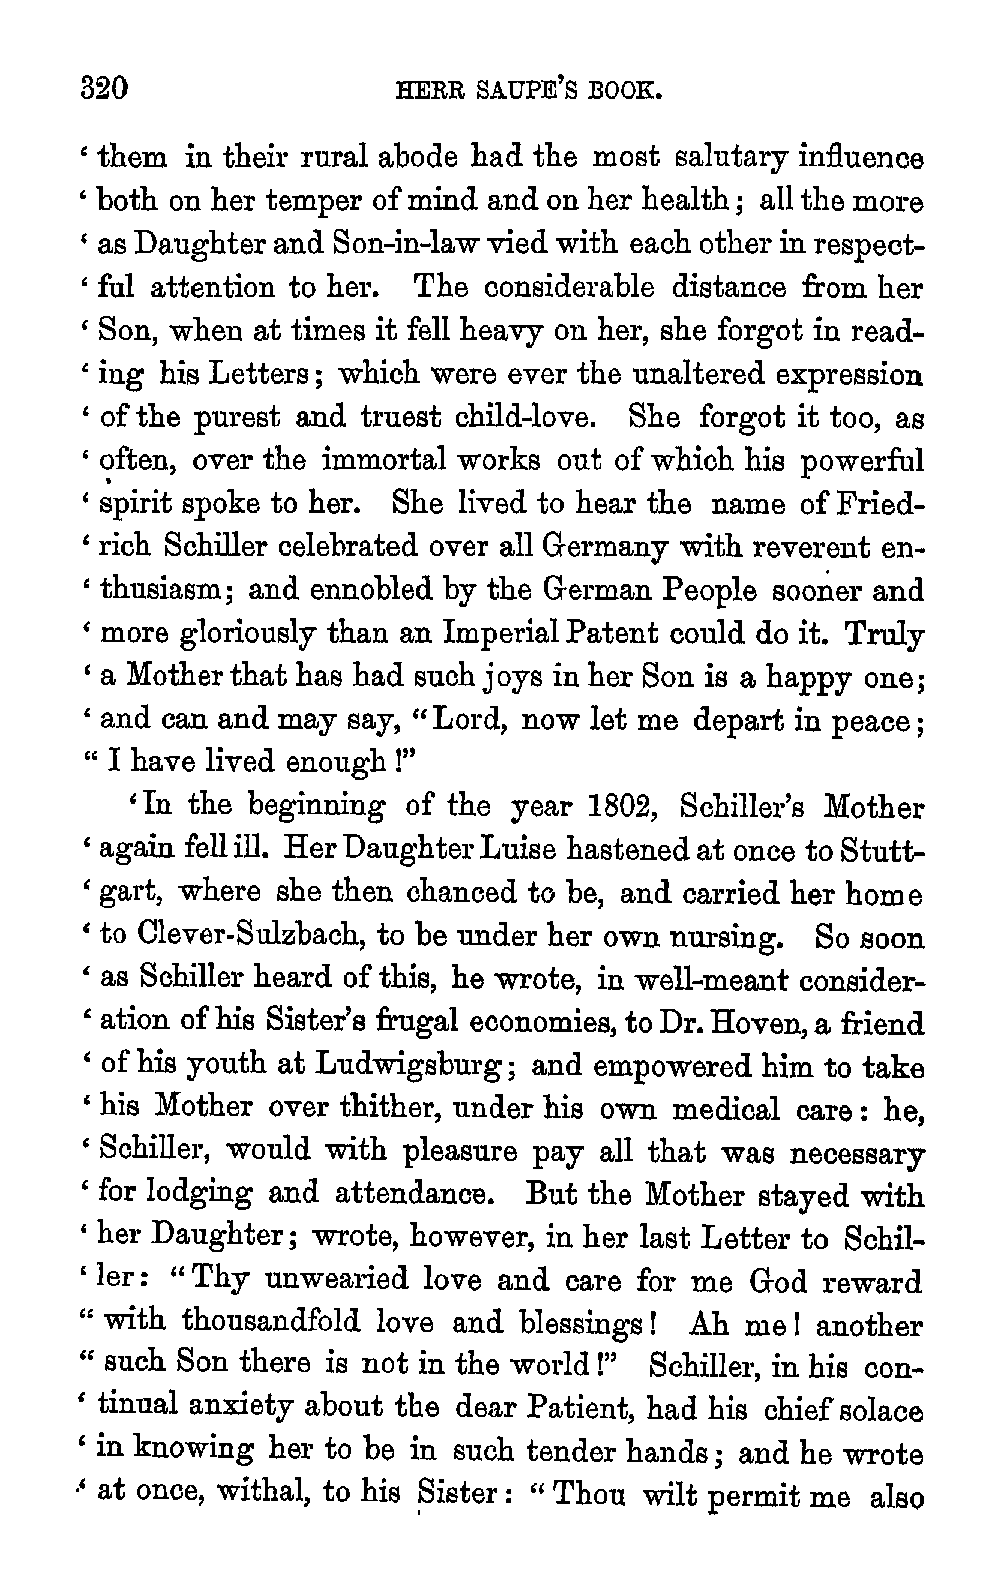 320 HERR SAUPE'S BOOK.
‘ them in their rural abode had the most salutary influence
‘ both on her temper of mind and on her health; all the more
‘ as Daughter and Son-in-law vied with each other in respect-
‘ ful attention to her. The considerable distance from her
‘ Son, when at times it fell heavy on her, she forgot in read-
‘ ing his Letters; which were ever the unaltered expression
‘ of the purest and truest child-love. She forgot it too, as
‘ often, over the immortal works out of which his powerful
‘ spirit spoke to her. She lived to hear the name of Fried-
‘ rich Schiller celebrated over all Germany with reverent en-
‘ thusiasm; and ennobled by the German People sooner and
‘ more gloriously than an Imperial Patent could do it. Truly
‘ a Mother that has had such joys in her Son is a happy one;
‘ and can and may say, “Lord, now let me depart in peace;
“ I have lived enough!”
‘In the beginning of the year 1802, Schiller's Mother
‘ again fell ill. Her Daughter Luise hastened at once to Stutt-
‘ gart, where she then chanced to be, and carried her home
‘ to Clever-Sulzbach, to be under her own nursing. So soon
‘ as Schiller heard of this, he wrote, in well-meant consider-
‘ ation of his Sister's frugal economies, to Dr. Hoven, a friend
‘ of his youth at Ludwigsburg; and empowered him to take
‘ his Mother over thither, under his own medical care: he,
‘ Schiller, would with pleasure pay all that was necessary
‘ for lodging and attendance. But the Mother stayed with
‘ her Daughter; wrote, however, in her last Letter to Schil-
‘ ler: “Thy unwearied love and care for me God reward
“ with thousandfold love and blessings! Ah me! another
“ such Son there is not in the world!” Schiller, in his con-
‘ tinual anxiety about the dear Patient, had his chief solace
‘ in knowing her to be in such tender hands; and he wrote
‘ at once, withal, to his Sister: “Thou wilt permit me also